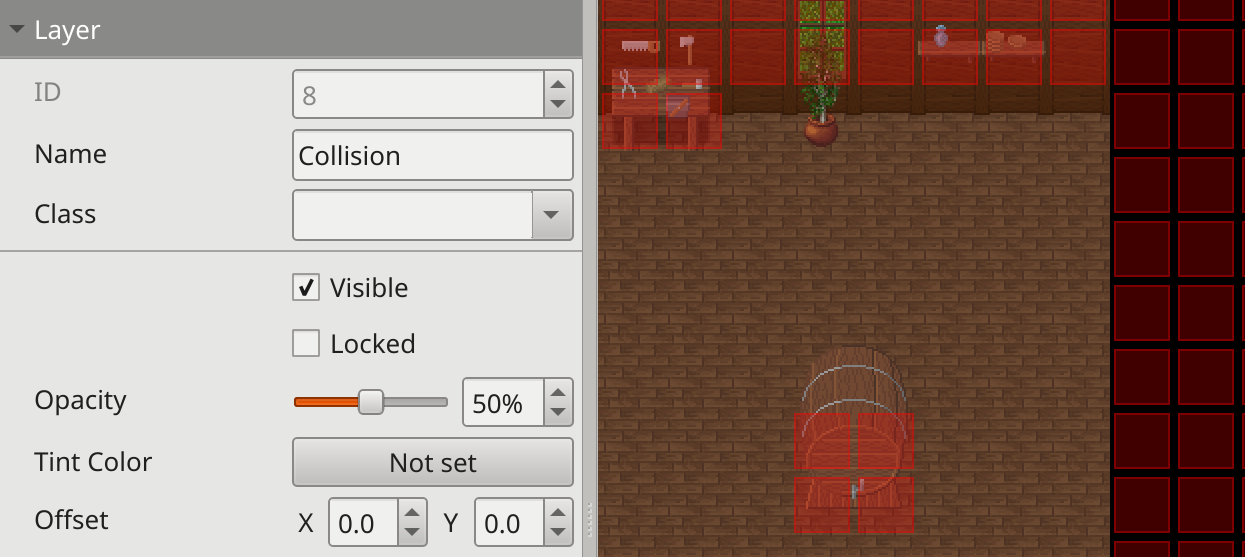 Layer
ID 8
Name Collision
Class
Visible
Locked
Opacity 50%
Tint Color Not set
Offset X 0.0 Y 0.0